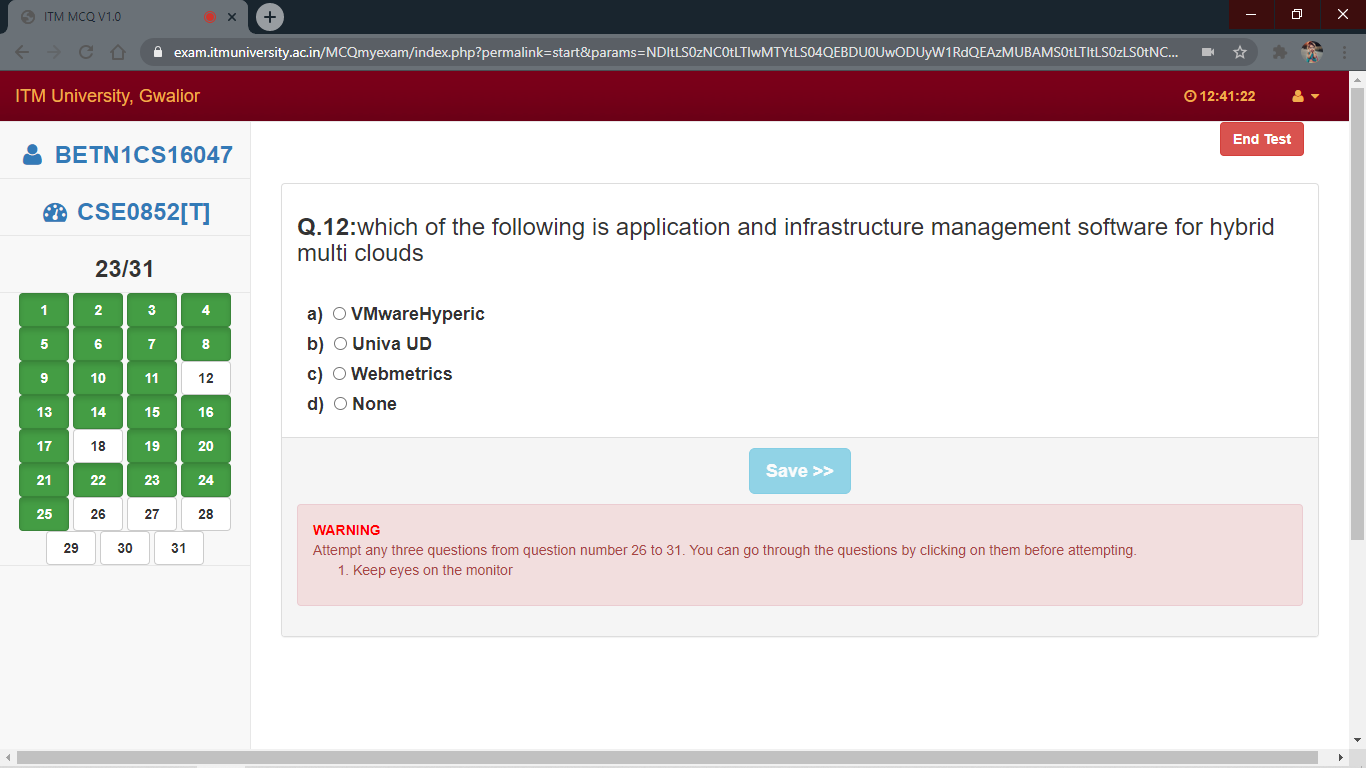 ITM MCQ V1.0
exam.itmuniversity.ac.in/MCQmyexam/index.php?permalink=start&params=NDItLS0zNC0tLTIwMTYtLS04QEBDU0UwODUyW1RdQEAzMUBAMS0tLTItLS0zLS0tNC...
ITM University, Gwalior
12:41:22
End Test
BETN1CS16047
CSE0852[T]
23/31
1 2 3 4
5 6 7 8
9 10 11 12
13 14 15 16
17 18 19 20
21 22 23 24
25 26 27 28
29 30 31
Q.12:which of the following is application and infrastructure management software for hybrid
multi clouds
a) VMwareHyperic
b) Univa UD
c) Webmetrics
d) None
Save >>
WARNING
Attempt any three questions from question number 26 to 31. You can go through the questions by clicking on them before attempting.
1. Keep eyes on the monitor